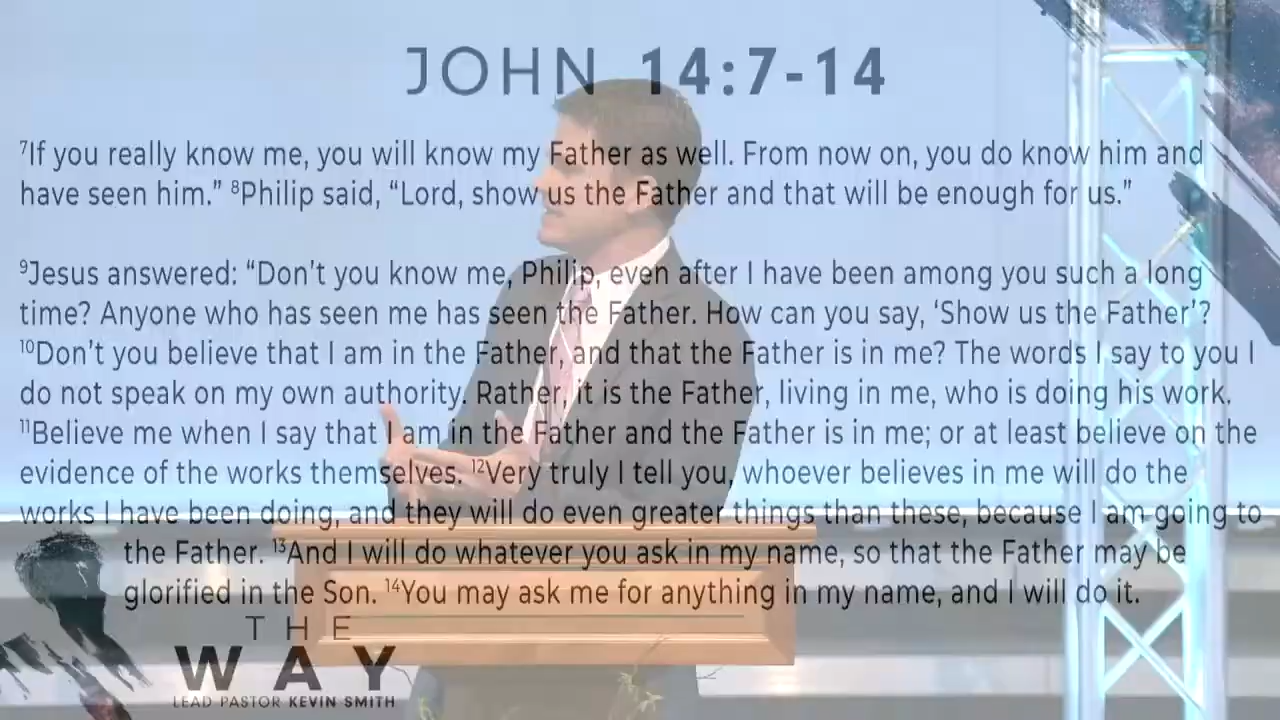 JOHN 14:7-14
⁷If you really know me, you will know my Father as well. From now on, you do know him and
have seen him.” ⁸Philip said, “Lord, show us the Father and that will be enough for us.”
⁹Jesus answered: “Don’t you know me, Philip, even after I have been among you such a long
time? Anyone who has seen me has seen the Father. How can you say, ‘Show us the Father’?
¹⁰Don’t you believe that I am in the Father, and that the Father is in me? The words I say to you I
do not speak on my own authority. Rather, it is the Father, living in me, who is doing his work.
¹¹Believe me when I say that I am in the Father and the Father is in me; or at least believe on the
evidence of the works themselves. ¹²Very truly I tell you, whoever believes in me will do the
works I have been doing, and they will do even greater things than these, because I am going to
the Father. ¹³And I will do whatever you ask in my name, so that the Father may be
glorified in the Son. ¹⁴You may ask me for anything in my name, and I will do it.
THE
WAY
LEAD PASTOR KEVIN SMITH